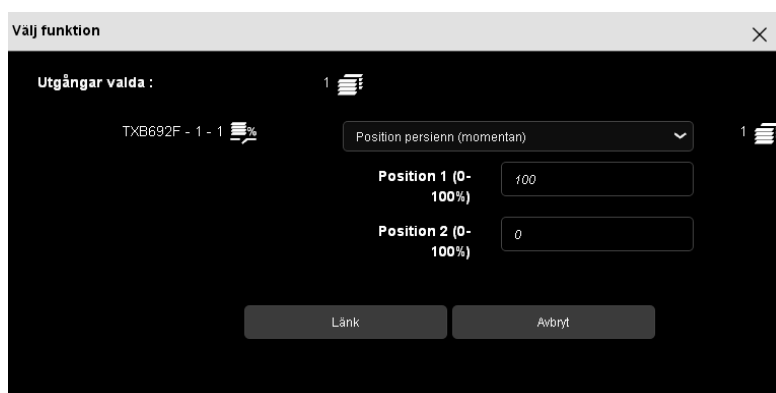 Välj funktion
Utgångar valda : 1
TXB692F - 1 - 1 % Position persienn (momentan) 1
Position 1 (0-
100%) 100
Position 2 (0-
100%) 0
Länk Avbryt